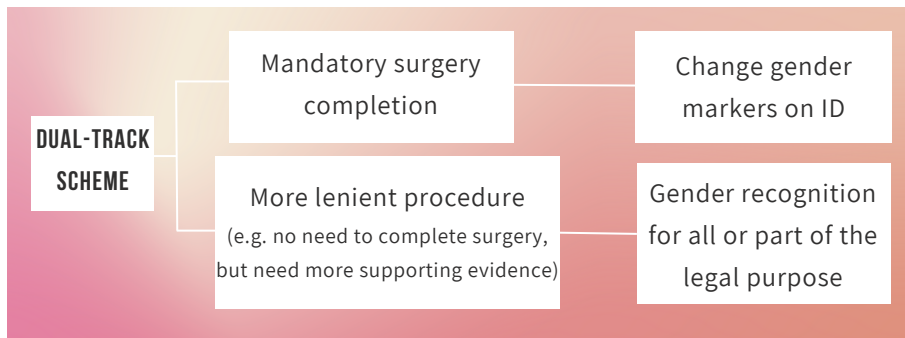 DUAL-TRACK
SCHEME
Mandatory surgery
completion
Change gender
markers on ID
More lenient procedure
(e.g. no need to complete surgery,
but need more supporting evidence)
Gender recognition
for all or part of the
legal purpose